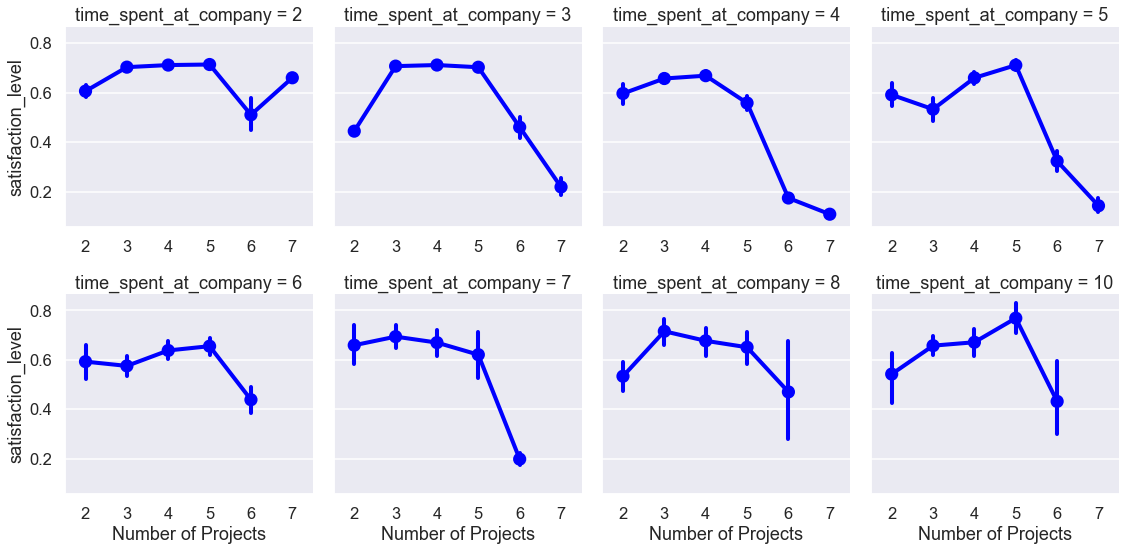 time_spent_at_company = 2
time_spent_at_company = 3
time_spent_at_company = 4
time_spent_at_company = 5
satisfaction_level
0.8
0.6
0.4
0.2
2 3 4 5 6 7
2 3 4 5 6 7
2 3 4 5 6 7
2 3 4 5 6 7
time_spent_at_company = 6
time_spent_at_company = 7
time_spent_at_company = 8
time_spent_at_company = 10
satisfaction_level
0.8
0.6
0.4
0.2
2 3 4 5 6 7
2 3 4 5 6 7
2 3 4 5 6 7
2 3 4 5 6 7
Number of Projects
Number of Projects
Number of Projects
Number of Projects